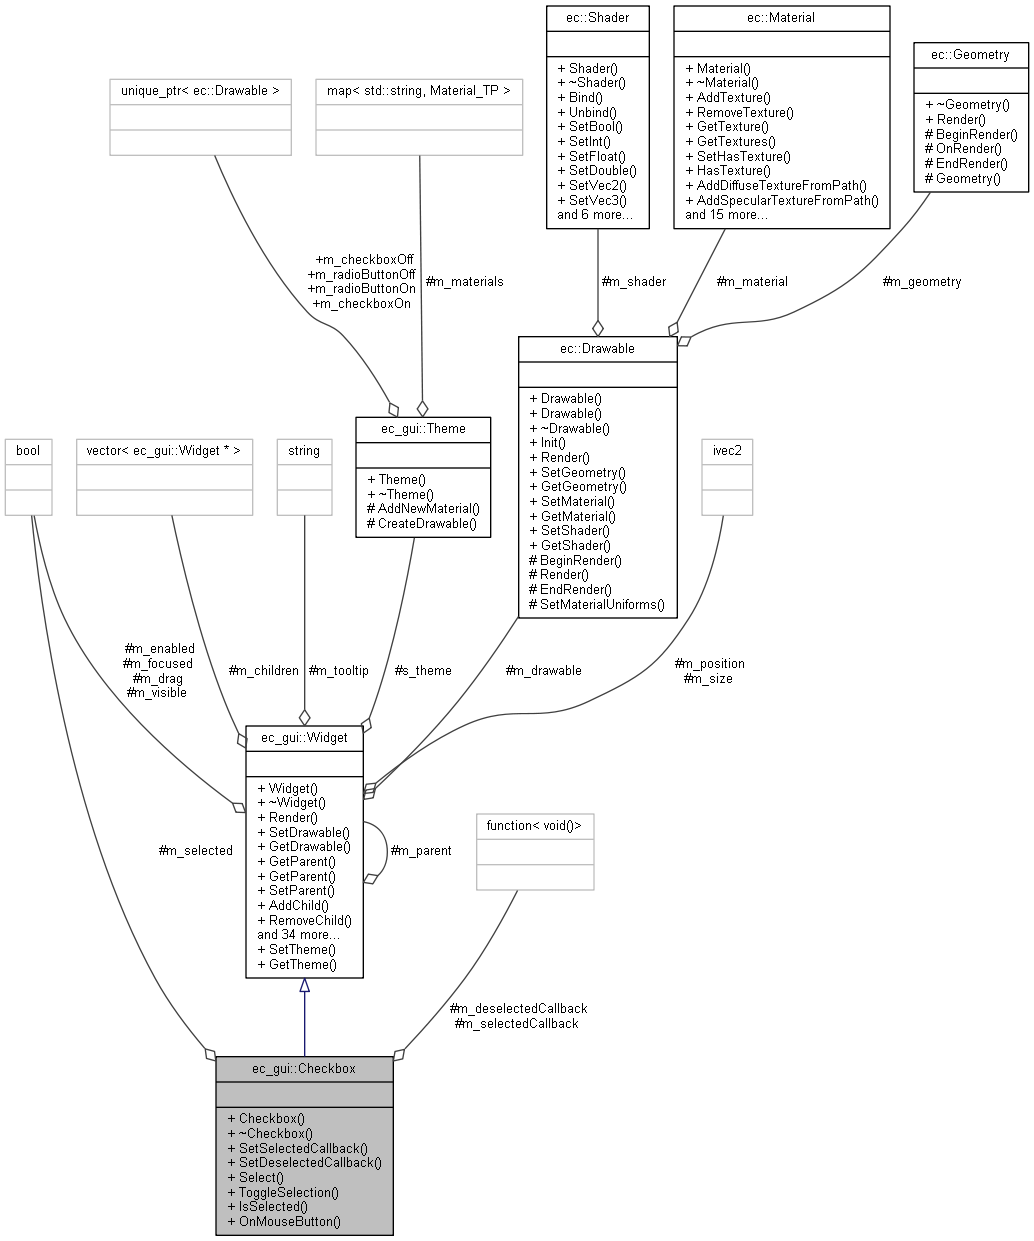 ec::Shader
+ Shader()
+ ~Shader()
+ Bind()
+ Unbind()
+ SetBool()
+ SetInt()
+ SetFloat()
+ SetDouble()
+ SetVec2()
+ SetVec3()
and 6 more...
ec::Material
+ Material()
+ ~Material()
+ AddTexture()
+ RemoveTexture()
+ GetTexture()
+ GetTextures()
+ SetHasTexture()
+ HasTexture()
+ AddDiffuseTextureFromPath()
+ AddSpecularTextureFromPath()
and 15 more...
ec::Geometry
+ ~Geometry()
+ Render()
# BeginRender()
# OnRender()
# EndRender()
# Geometry()
unique_ptr< ec::Drawable >
map< std::string, Material_TP >
+m_checkboxOff
+m_radioButtonOff
+m_radioButtonOn
+m_checkboxOn
#m_materials
#m_shader
#m_material
#m_geometry
ec::Drawable
+ Drawable()
+ Drawable()
+ ~Drawable()
+ Init()
+ Render()
+ SetGeometry()
+ GetGeometry()
+ SetMaterial()
+ GetMaterial()
+ SetShader()
+ GetShader()
# BeginRender()
# Render()
# EndRender()
# SetMaterialUniforms()
ec_gui::Theme
+ Theme()
+ ~Theme()
# AddNewMaterial()
# CreateDrawable()
bool
vector< ec_gui::Widget * >
string
ivec2
#m_enabled
#m_focused
#m_drag
#m_visible
#m_children
#m_tooltip
#s_theme
#m_drawable
#m_position
#m_size
ec_gui::Widget
+ Widget()
+ ~Widget()
+ Render()
+ SetDrawable()
+ GetDrawable()
+ GetParent()
+ GetParent()
+ SetParent()
+ AddChild()
+ RemoveChild()
and 34 more...
+ SetTheme()
+ GetTheme()
#m_selected
#m_parent
function< void()>
#m_deselectedCallback
#m_selectedCallback
ec_gui::Checkbox
+ Checkbox()
+ ~Checkbox()
+ SetSelectedCallback()
+ SetDeselectedCallback()
+ Select()
+ ToggleSelection()
+ IsSelected()
+ OnMouseButton()